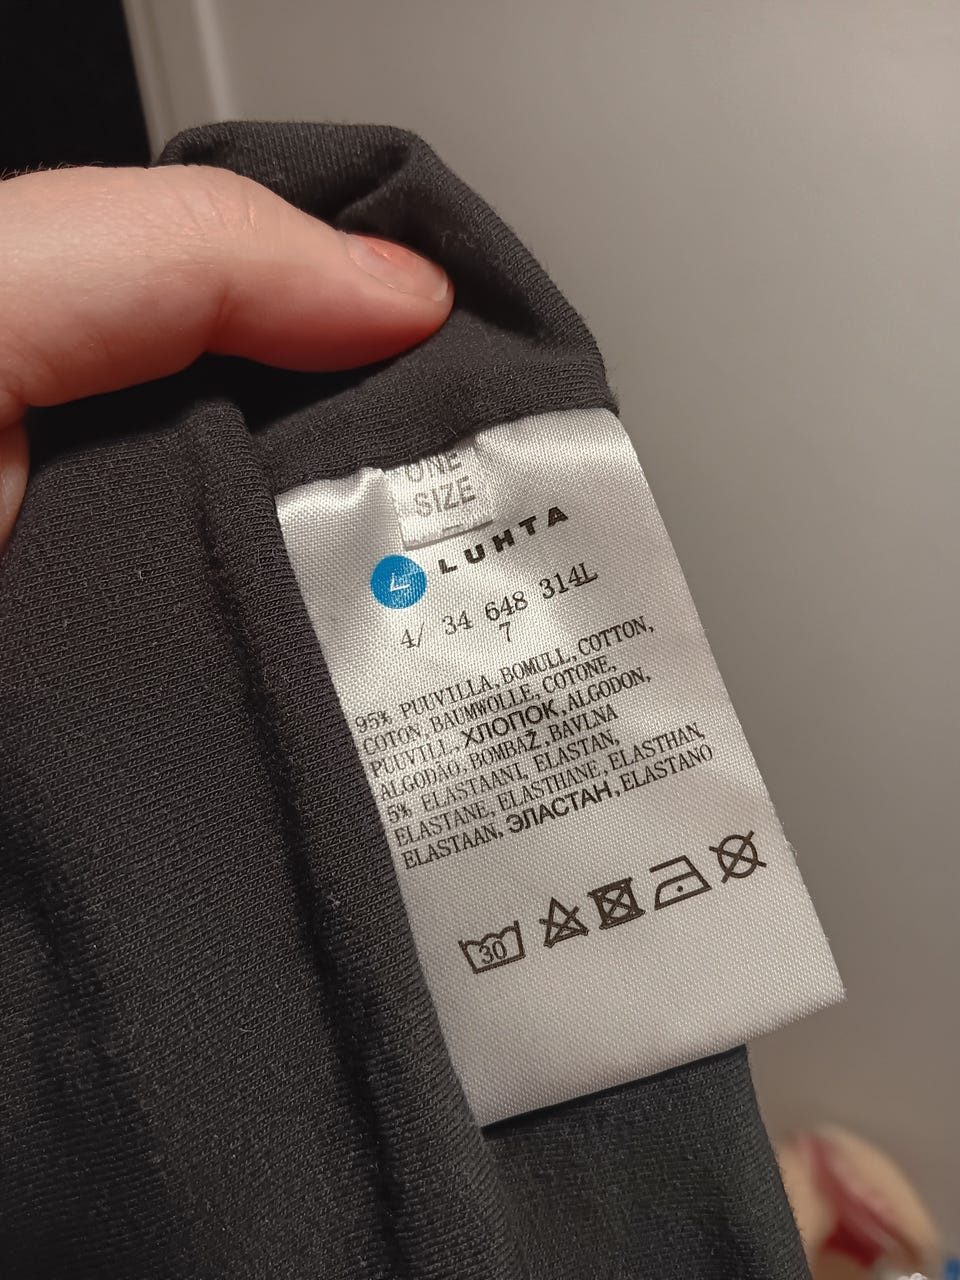 ONE
SIZE
L LUHTA
4/ 34 648 314L
7
95% PUUVILLA, BOMULL, COTTON,
COTON, BAUMWOLLE, COTONE,
PUUVILL, ХЛОПОК, ALGODON,
ALGODÃO, BOMBAŽ, BAVLNA
5% ELASTAANI, ELASTAN,
ELASTANE, ELASTHANE, ELASTHAN,
ELASTAAN, ЭЛАСТАН, ELASTANO
30